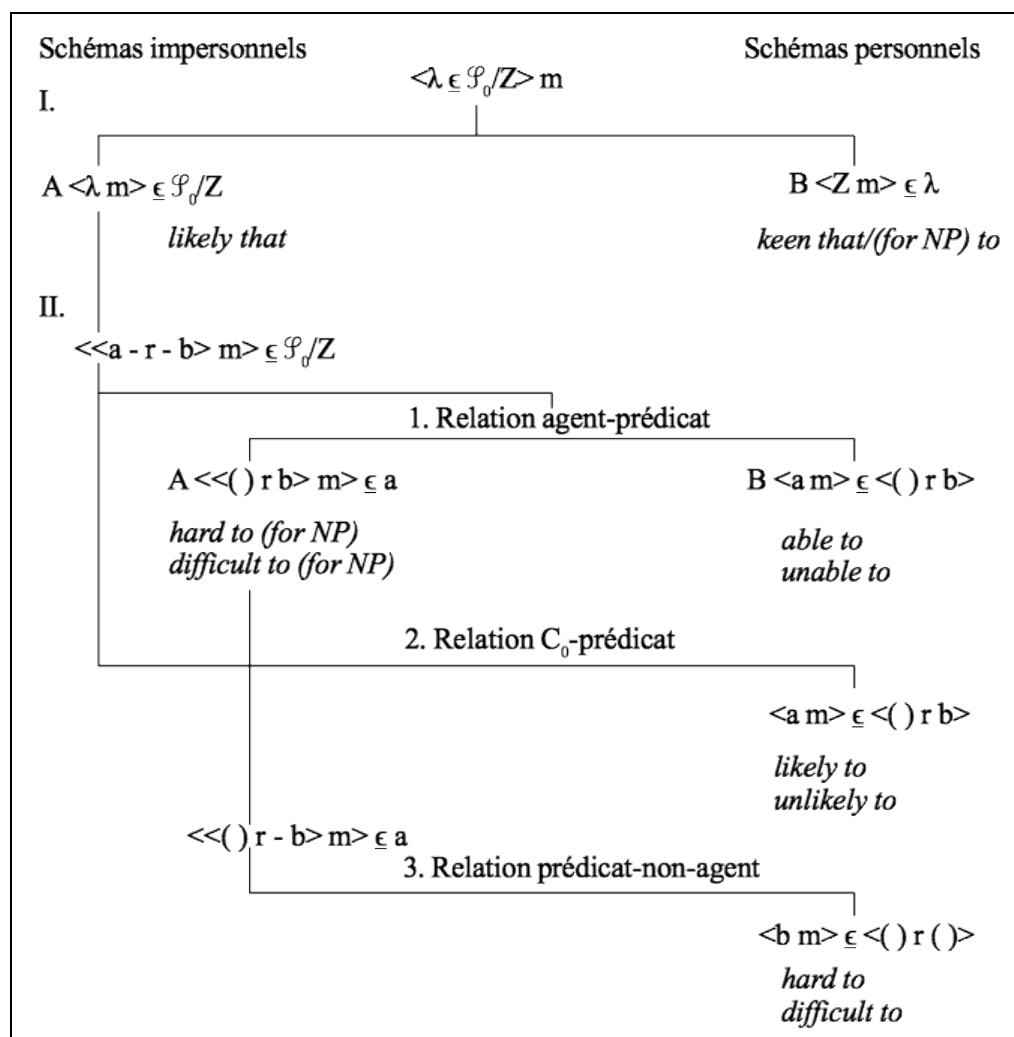 Schémas impersonnels
Schémas personnels
<λ ϵ̲ 𝒮₀/Z> m
I.
A <λ m> ϵ̲ 𝒮₀/Z
B <Z m> ϵ̲ λ
likely that
keen that/(for NP) to
II.
<<a - r - b> m> ϵ̲ 𝒮₀/Z
1. Relation agent-prédicat
A <<( ) r b> m> ϵ̲ a
B <a m> ϵ̲ <( ) r b>
hard to (for NP)
difficult to (for NP)
able to
unable to
2. Relation C₀-prédicat
<a m> ϵ̲ <( ) r b>
likely to
unlikely to
<<( ) r - b> m> ϵ̲ a
3. Relation prédicat-non-agent
<b m> ϵ̲ <( ) r ( )>
hard to
difficult to